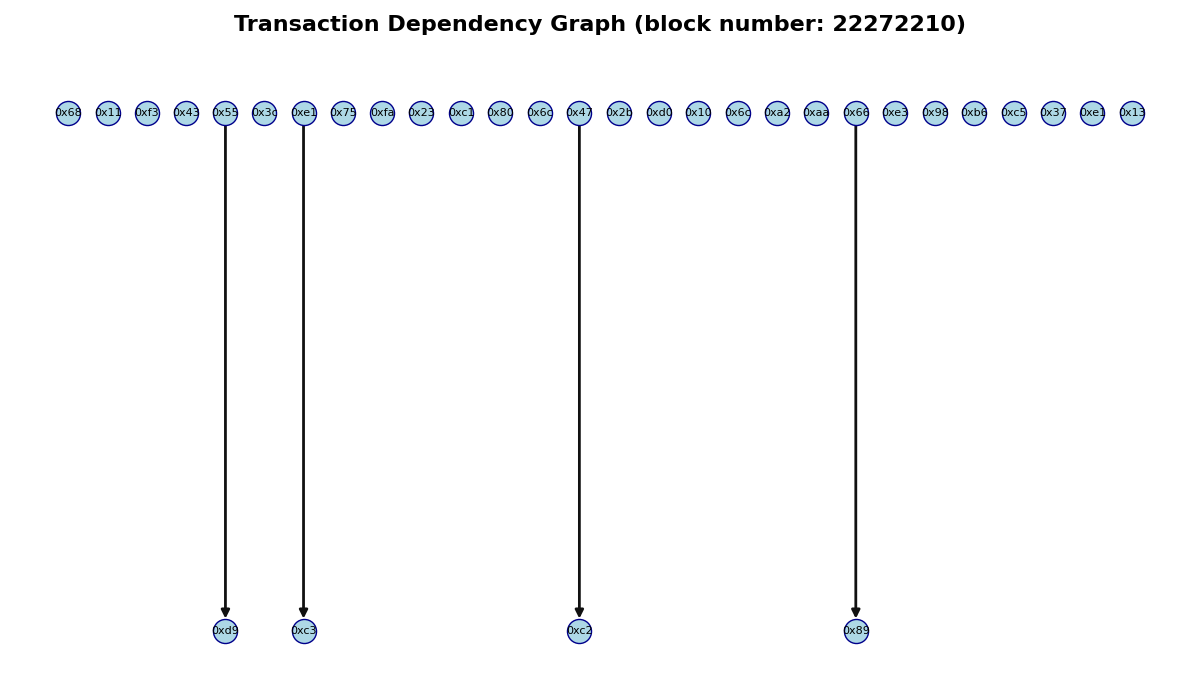 Transaction Dependency Graph (block number: 22272210)
0x68 0x11 0xf3 0x43 0x55 0x3c 0xe1 0x75 0xfa 0x23 0xc1 0x80 0x6c 0x47 0x2b 0xd0 0x10 0x6c 0xa2 0xaa 0x66 0xe3 0x98 0xb6 0xc5 0x37 0xe1 0x13
0xd9 0xc3 0xc2 0x89